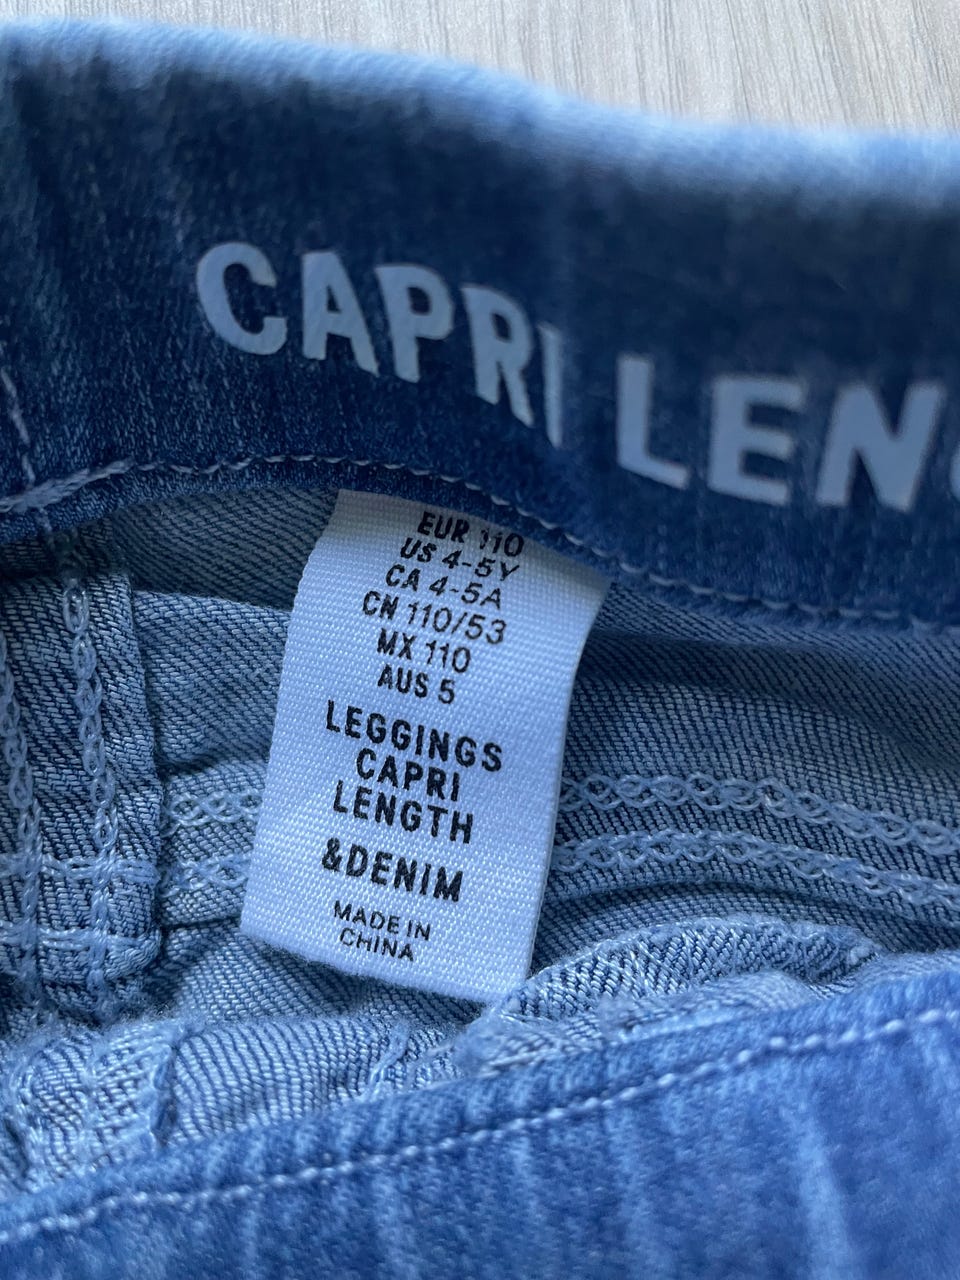 CAPRI LEN
EUR 110
US 4-5Y
CA 4-5A
CN 110/53
MX 110
AUS 5
LEGGINGS
CAPRI
LENGTH
&DENIM
MADE IN
CHINA